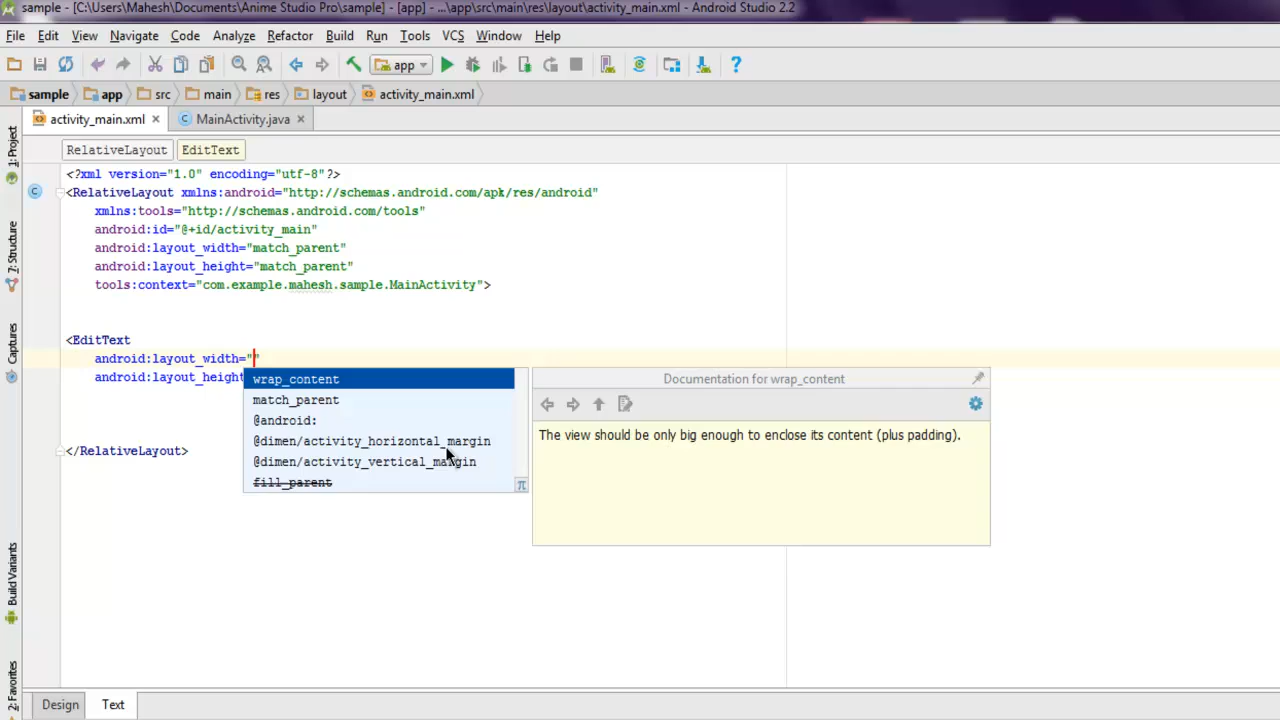 sample - [C:\Users\Mahesh\Documents\Anime Studio Pro\sample] - [app] - ...\app\src\main\res\layout\activity_main.xml - Android Studio 2.2
File Edit View Navigate Code Analyze Refactor Build Run Tools VCS Window Help
app
sample app src main res layout activity_main.xml
activity_main.xml MainActivity.java
1: Project
7: Structure
Captures
Build Variants
2: Favorites
RelativeLayout EditText
<?xml version="1.0" encoding="utf-8"?>
<RelativeLayout xmlns:android="http://schemas.android.com/apk/res/android"
xmlns:tools="http://schemas.android.com/tools"
android:id="@+id/activity_main"
android:layout_width="match_parent"
android:layout_height="match_parent"
tools:context="com.example.mahesh.sample.MainActivity">
<EditText
android:layout_width=""
android:layout_height
wrap_content
match_parent
@android:
@dimen/activity_horizontal_margin
@dimen/activity_vertical_margin
fill_parent
π
Documentation for wrap_content
The view should be only big enough to enclose its content (plus padding).
</RelativeLayout>
Design Text